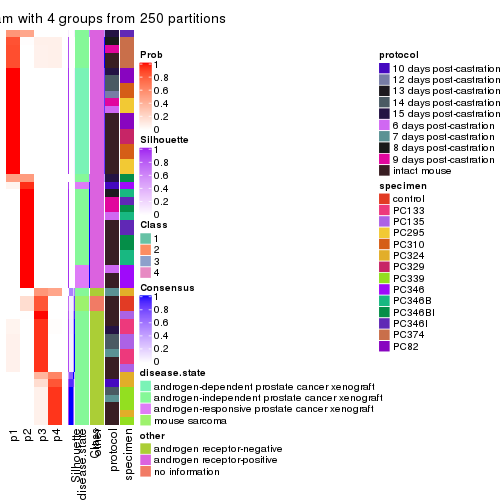 am with 4 groups from 250 partitions
Prob
1
0.8
0.6
0.4
0.2
0
Silhouette
1
0.8
0.6
0.4
0.2
0
Class
1
2
3
4
Consensus
1
0.8
0.6
0.4
0.2
0
disease.state
androgen-dependent prostate cancer xenograft
androgen-independent prostate cancer xenograft
androgen-responsive prostate cancer xenograft
mouse sarcoma
other
androgen receptor-negative
androgen receptor-positive
no information
protocol
10 days post-castration
12 days post-castration
13 days post-castration
14 days post-castration
15 days post-castration
6 days post-castration
7 days post-castration
8 days post-castration
9 days post-castration
intact mouse
specimen
control
PC133
PC135
PC295
PC310
PC324
PC329
PC339
PC346
PC346B
PC346BI
PC346I
PC374
PC82
p1
p2
p3
p4
Silhouette
disease.state
Class
other
protocol
specimen